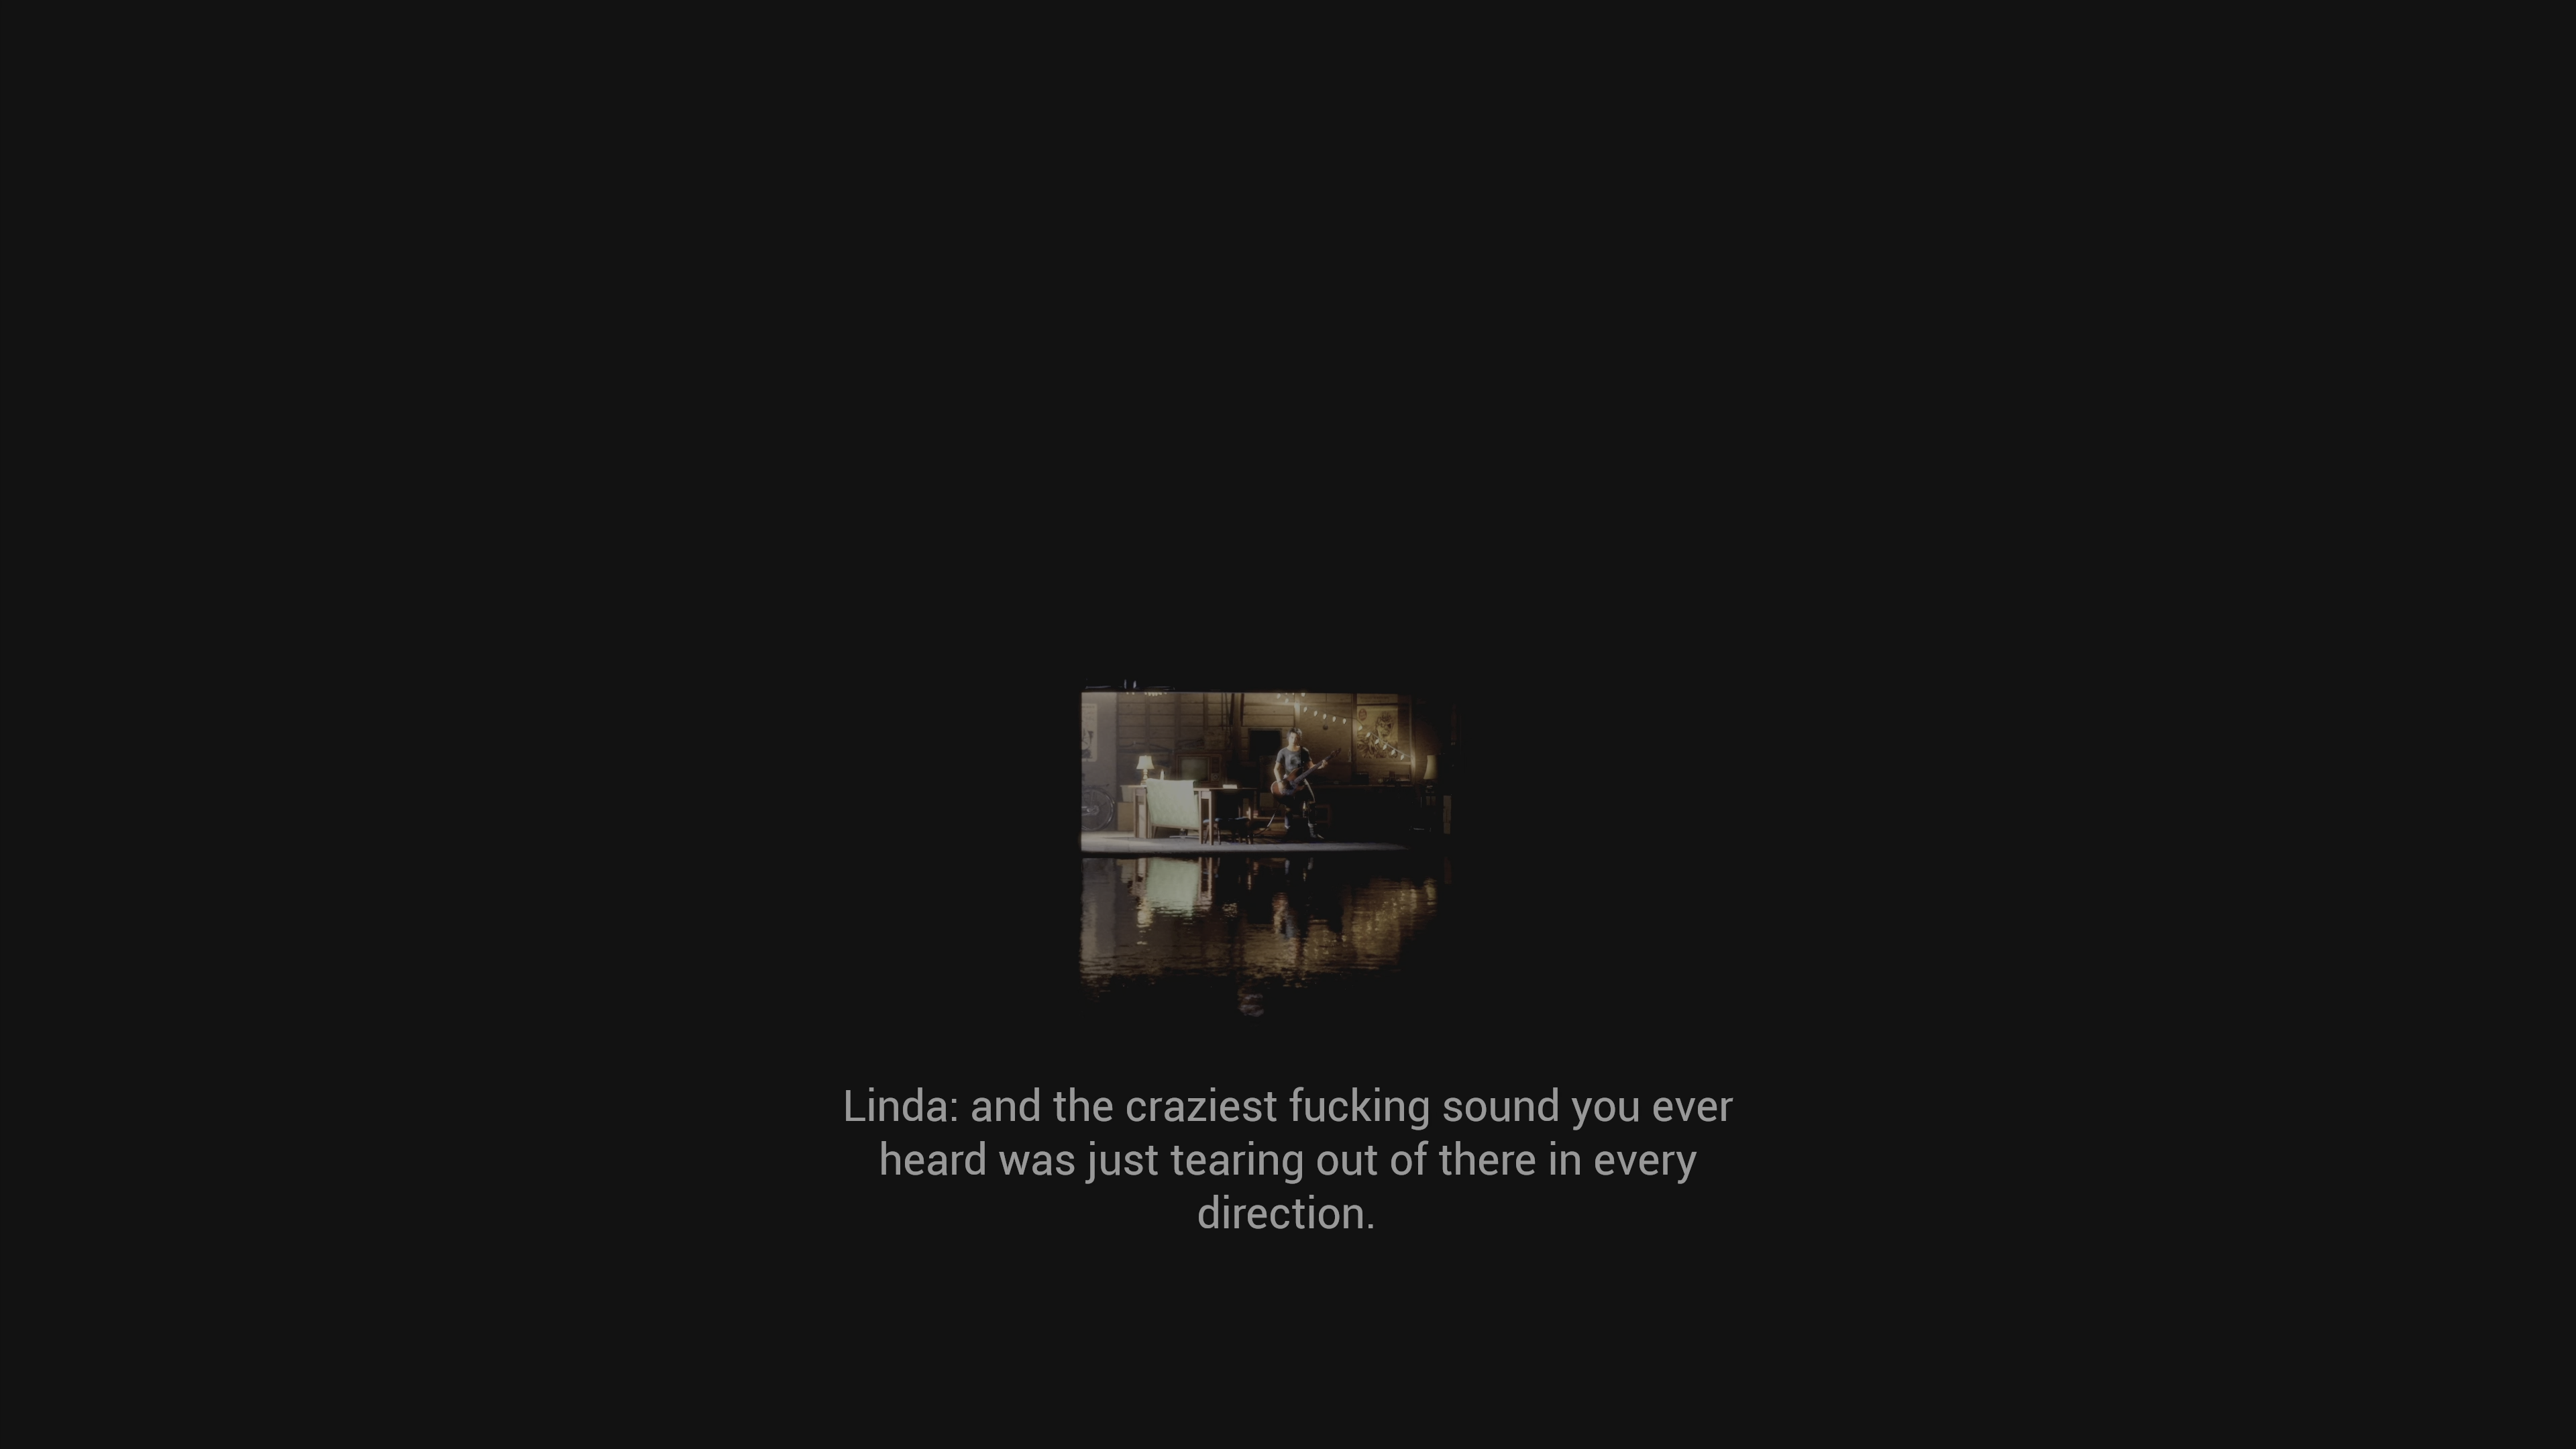 Linda: and the craziest fucking sound you ever
heard was just tearing out of there in every
direction.